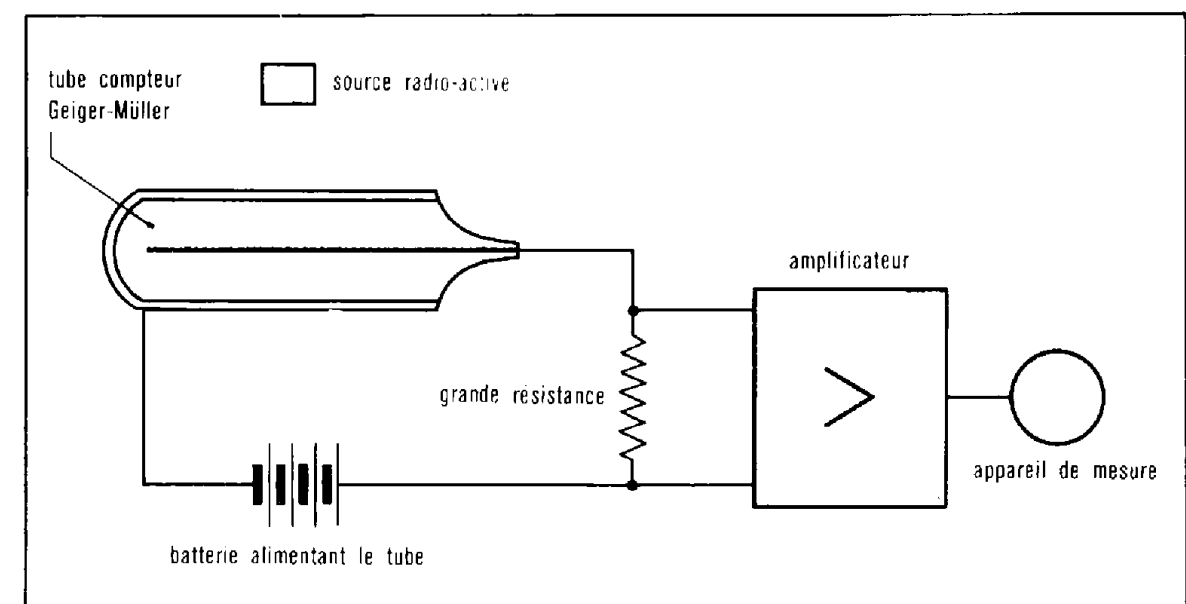 tube compteur
Geiger-Müller
source radio-active
amplificateur
grande résistance
appareil de mesure
batterie alimentant le tube